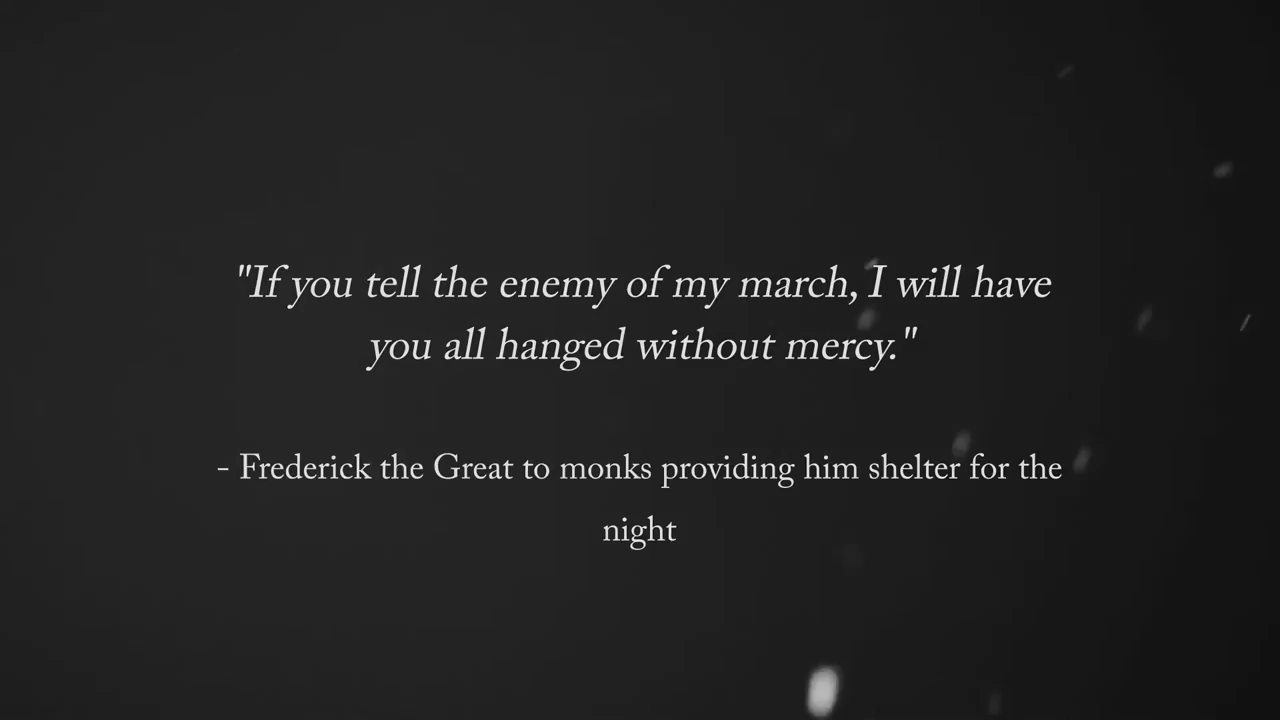 "If you tell the enemy of my march, I will have
you all hanged without mercy."
- Frederick the Great to monks providing him shelter for the
night